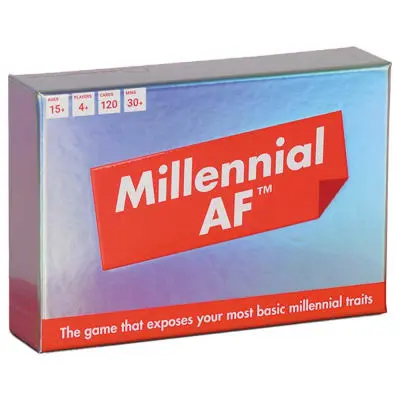 AGES PLAYERS CARDS MINS
15+ 4+ 120 30+
Millennial
AF™
The game that exposes your most basic millennial traits